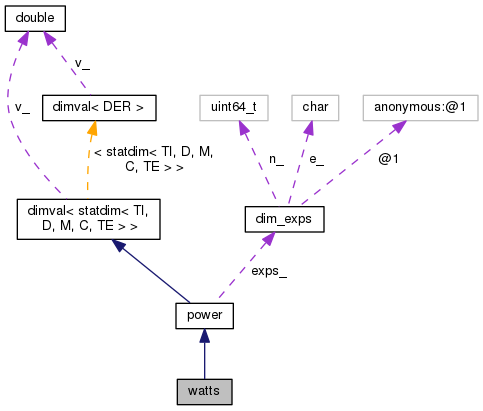 double
v_
v_
dimval< DER >
uint64_t
char
anonymous:@1
< statdim< TI, D, M,
C, TE > >
n_
e_
@1
dimval< statdim< TI,
D, M, C, TE > >
dim_exps
exps_
power
watts